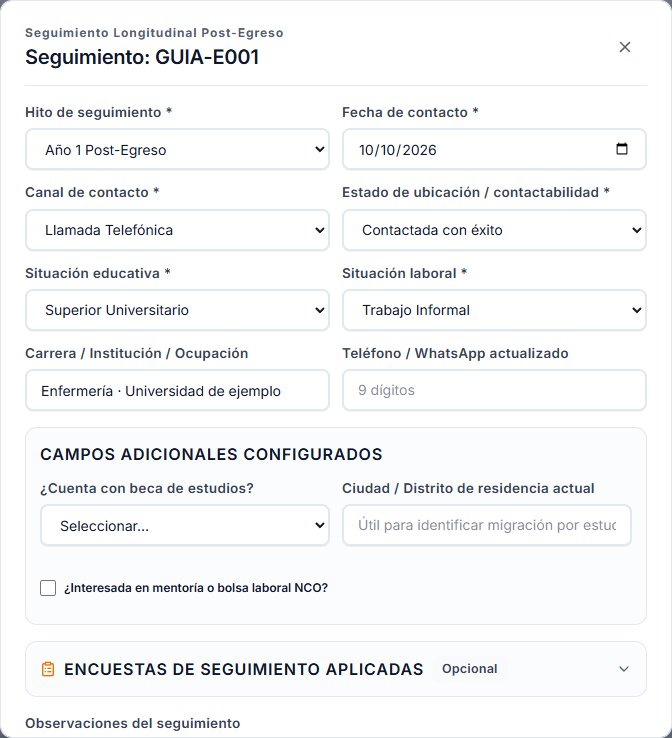 Seguimiento Longitudinal Post-Egreso
Seguimiento: GUIA-E001
Hito de seguimiento *
Fecha de contacto *
Año 1 Post-Egreso
10/10/2026
Canal de contacto *
Estado de ubicación / contactabilidad *
Llamada Telefónica
Contactada con éxito
Situación educativa *
Situación laboral *
Superior Universitario
Trabajo Informal
Carrera / Institución / Ocupación
Teléfono / WhatsApp actualizado
Enfermería · Universidad de ejemplo
9 dígitos
CAMPOS ADICIONALES CONFIGURADOS
¿Cuenta con beca de estudios?
Ciudad / Distrito de residencia actual
Seleccionar...
Útil para identificar migración por estuc
¿Interesada en mentoría o bolsa laboral NCO?
ENCUESTAS DE SEGUIMIENTO APLICADAS Opcional
Observaciones del seguimiento